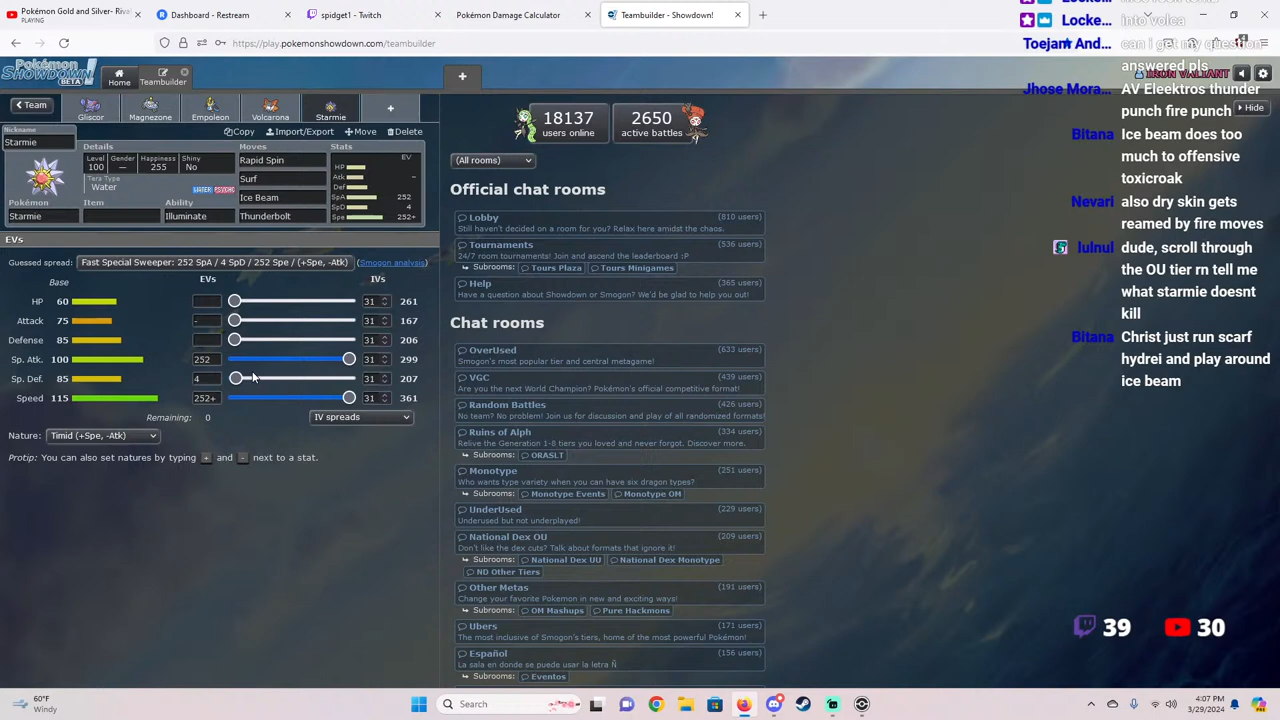 Pokémon Gold and Silver- Rival
PLAYING
Dashboard - Restream
spidget1 - Twitch
Pokémon Damage Calculator
Teambuilder - Showdown!
https://play.pokemonshowdown.com/teambuilder
Pokémon
SHOWDOWN!
BETA
Home
Teambuilder
IRON VALIANT
Hide
Team
Gliscor
Magnezone
Empoleon
Volcarona
Starmie
Nickname
Starmie
Copy
Import/Export
Move
Delete
Details
Level
100
Gender
—
Happiness
255
Shiny
No
Tera Type
Water
WATER
PSYCHC
Moves
Rapid Spin
Surf
Ice Beam
Thunderbolt
Stats
EV
HP
Atk
Def
SpA
252
SpD
4
Spe
252+
Pokémon
Starmie
Item
Ability
Illuminate
EVs
Guessed spread:
Fast Special Sweeper: 252 SpA / 4 SpD / 252 Spe / (+Spe, -Atk)
(Smogon analysis)
Base
EVs
IVs
HP 60 31 261
Attack 75 - 31 167
Defense 85 31
Sp. Atk. 100 252 31 299
Sp. Def. 85 4 31 207
Speed 115 252+ 31 361
Remaining: 0
IV spreads
Nature: Timid (+Spe, -Atk)
Protip: You can also set natures by typing + and - next to a stat.
18137
users online
2650
active battles
(All rooms)
Official chat rooms
Lobby (810 users)
Still haven't decided on a room for you? Relax here amidst the chaos.
Tournaments (536 users)
24/7 room tournaments! Join and ascend the leaderboard :P
Subrooms: Tours Plaza Tours Minigames
Help (365 users)
Have a question about Showdown or Smogon? We'd be glad to help you out!
Chat rooms
OverUsed (633 users)
Smogon's most popular tier and central metagame!
VGC (439 users)
Are you the next World Champion? Pokémon's official competitive format!
Random Battles (426 users)
No team? No problem! Join us for discussion and play of all randomized formats!
Ruins of Alph (334 users)
Relive the Generation 1-8 tiers you loved and never forgot. Discover more.
Subrooms: ORASLT
Monotype (251 users)
Who wants type variety when you can have six dragon types?
Subrooms: Monotype Events Monotype OM
UnderUsed (229 users)
Underused but not underplayed!
National Dex OU (209 users)
Don't like the dex cuts? Talk about formats that ignore it!
Subrooms: National Dex UU National Dex Monotype
ND Other Tiers
Other Metas (191 users)
Change your favorite Pokemon in new and exciting ways!
Subrooms: OM Mashups Pure Hackmons
Ubers (171 users)
The most inclusive of Smogon's tiers, home of the most powerful Pokémon!
Español (156 users)
La sala en donde se puede usar la letra Ñ
Subrooms: Eventos
Locke...
into volca
Toejam And...
can i get my question
answered pls
Jhose Mora...
AV Eleektros thunder
punch fire punch
Bitana
Ice beam does too
much to offensive
toxicroak
Nevari
also dry skin gets
reamed by fire moves
lulnul
dude, scroll through
the OU tier rn tell me
what starmie doesnt
kill
Bitana
Christ just run scarf
hydrei and play around
ice beam
39
30
60°F
Windy
Search
4:07 PM
3/29/2024